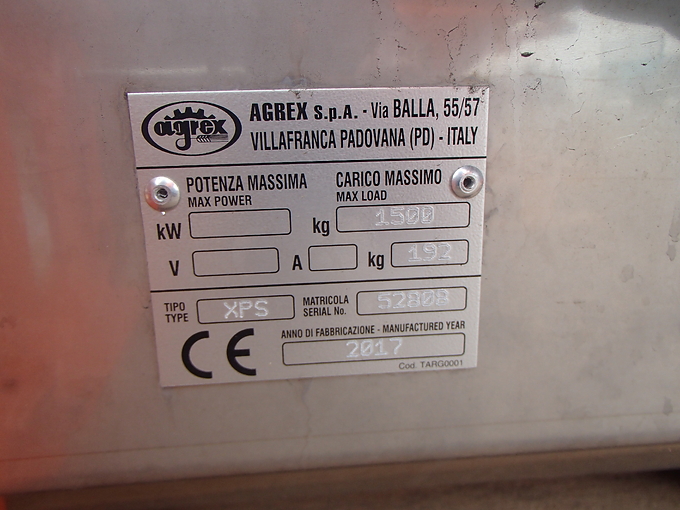 agrex
AGREX S.p.A. - Via BALLA, 55/57
VILLAFRANCA PADOVANA (PD) - ITALY
POTENZA MASSIMA
MAX POWER
CARICO MASSIMO
MAX LOAD
kW kg 1500
V A kg 192
TIPO
TYPE
XPS
MATRICOLA
SERIAL No.
52808
CE
ANNO DI FABBRICAZIONE - MANUFACTURED YEAR
2017
Cod. TARG0001